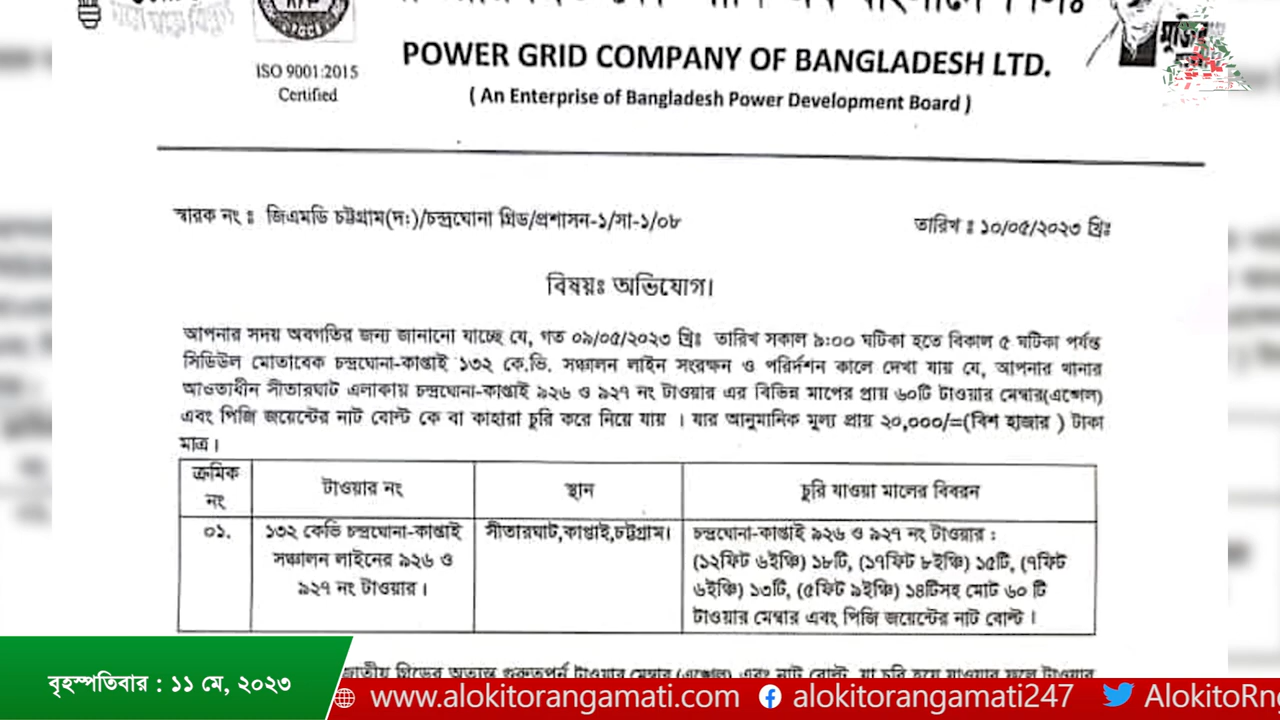 POWER GRID COMPANY OF BANGLADESH LTD.
ISO 9001:2015
Certified
( An Enterprise of Bangladesh Power Development Board )
স্বারক নং ঃ জিএমডি চট্টগ্রাম(দ:)/চন্দ্রঘোনা গ্রিড/প্রশাসন-১/সা-১/০৮
তারিখ ঃ ১০/০৫/২০২৩ খ্রিঃ
বিষয়ঃ অভিযোগ।
আপনার সদয় অবগতির জন্য জানানো যাচ্ছে যে, গত ০৯/০৫/২০২৩ খ্রিঃ তারিখ সকাল ৯:০০ ঘটিকা হতে বিকাল ৫ ঘটিকা পর্যন্ত
সিডিউল মোতাবেক চন্দ্রঘোনা-কাপ্তাই ১৩২ কে.ভি. সঞ্চালন লাইন সংরক্ষন ও পরির্দশন কালে দেখা যায় যে, আপনার থানার
আওতাধীন সীতারঘাট এলাকায় চন্দ্রঘোনা-কাপ্তাই ৯২৬ ও ৯২৭ নং টাওয়ার এর বিভিন্ন মাপের প্রায় ৬০টি টাওয়ার মেম্বার(এঙ্গেল)
এবং পিজি জয়েন্টের নাট বোল্ট কে বা কাহারা চুরি করে নিয়ে যায় । যার আনুমানিক মূল্য প্রায় ২০,০০০/=(বিশ হাজার ) টাকা
মাত্র।
ক্রমিক নং
টাওয়ার নং
স্থান
চুরি যাওয়া মালের বিবরন
০১.
১৩২ কেভি চন্দ্রঘোনা-কাপ্তাই
সঞ্চালন লাইনের ৯২৬ ও
৯২৭ নং টাওয়ার।
সীতারঘাট,কাপ্তাই,চট্টগ্রাম।
চন্দ্রঘোনা-কাপ্তাই ৯২৬ ও ৯২৭ নং টাওয়ার :
(১২ফিট ৬ইঞ্চি) ১৮টি, (১৭ফিট ৮ইঞ্চি) ১৫টি, (৭ফিট
৬ইঞ্চি) ১৩টি, (৫ফিট ৯ইঞ্চি) ১৪টিসহ মোট ৬০ টি
টাওয়ার মেম্বার এবং পিজি জয়েন্টের নাট বোল্ট ।
বৃহস্পতিবার : ১১ মে, ২০২৩
www.alokitorangamati.com
alokitorangamati247
AlokitoRn